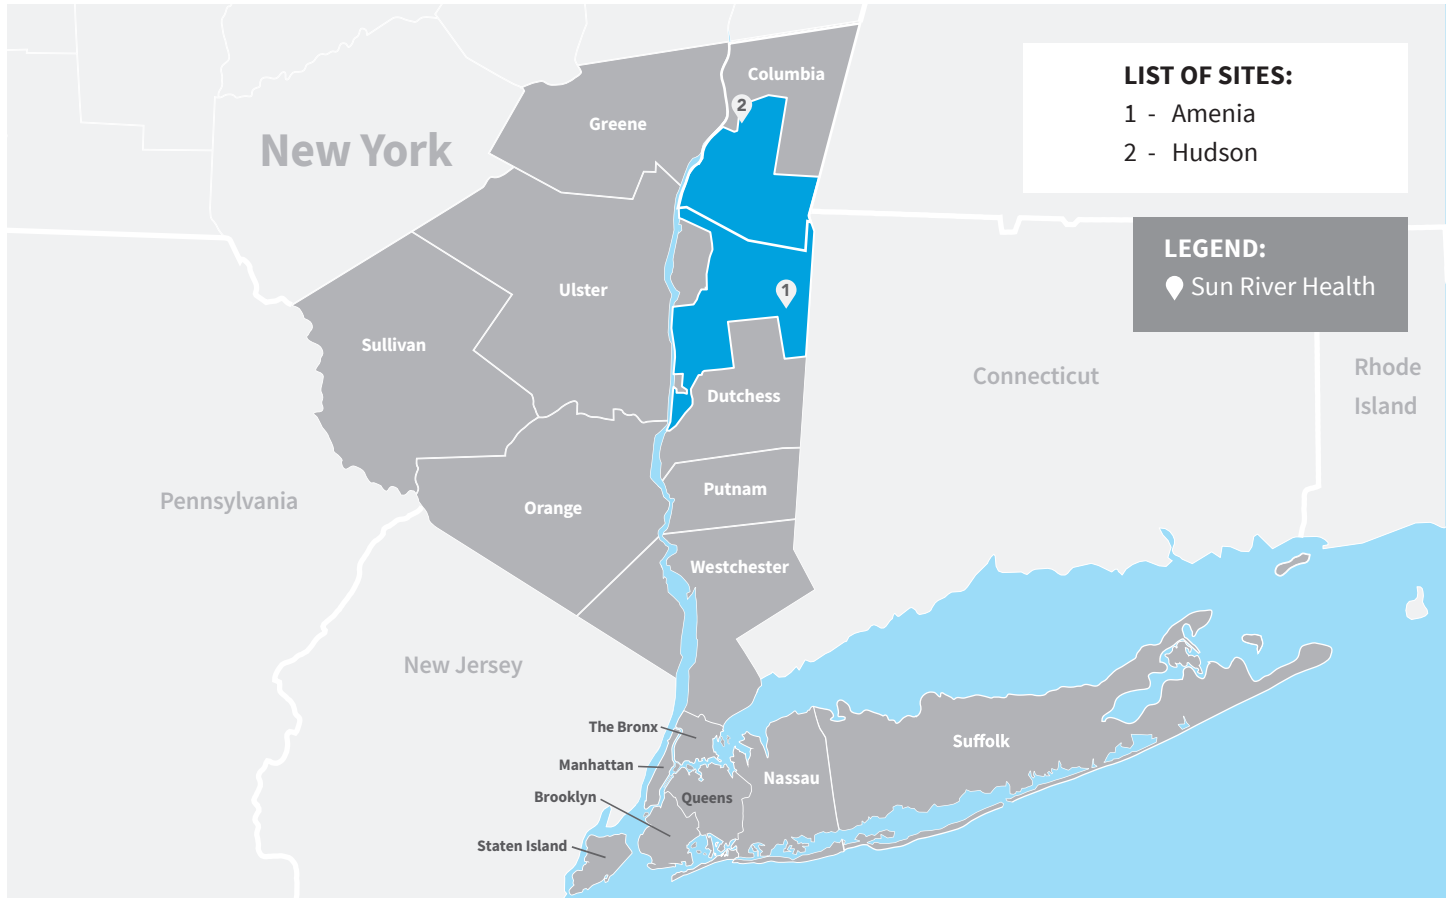 LIST OF SITES:
1 - Amenia
2 - Hudson
LEGEND:
Sun River Health
New York
Columbia
2
Greene
Ulster
1
Sullivan
Connecticut
Rhode
Island
Dutchess
Pennsylvania
Putnam
Orange
Westchester
New Jersey
The Bronx
Manhattan
Brooklyn
Staten Island
Queens
Nassau
Suffolk